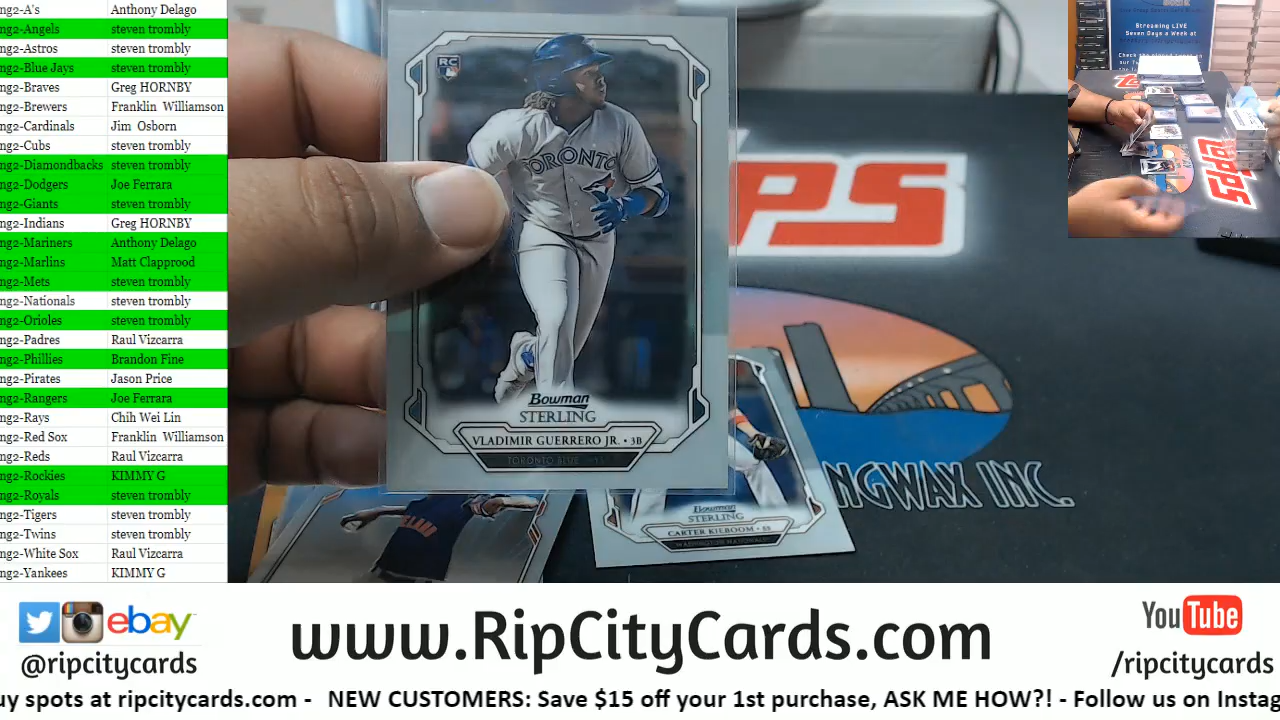 ng2-A's Anthony Delago
ng2-Angels steven trombly
ng2-Astros steven trombly
ng2-Blue Jays steven trombly
ng2-Braves Greg HORNBY
ng2-Brewers Franklin Williamson
ng2-Cardinals Jim Osborn
ng2-Cubs steven trombly
ng2-Diamondbacks steven trombly
ng2-Dodgers Joe Ferrara
ng2-Giants steven trombly
ng2-Indians Greg HORNBY
ng2-Mariners Anthony Delago
ng2-Marlins Matt Clapprood
ng2-Mets steven trombly
ng2-Nationals steven trombly
ng2-Orioles steven trombly
ng2-Padres Raul Vizcarra
ng2-Phillies Brandon Fine
ng2-Pirates Jason Price
ng2-Rangers Joe Ferrara
ng2-Rays Chih Wei Lin
ng2-Red Sox Franklin Williamson
ng2-Reds Raul Vizcarra
ng2-Rockies KIMMY G
ng2-Royals steven trombly
ng2-Tigers steven trombly
ng2-Twins steven trombly
ng2-White Sox Raul Vizcarra
ng2-Yankees KIMMY G
RC
TORONTO
Bowman
STERLING
VLADIMIR GUERRERO JR. • 3B
TORONTO BLUE
PS
Bowman
STERLING
CARTER KIEBOOM • SS
WASHINGTON NATIONALS
NGWAX INC.
Streaming LIVE
Seven Days a Week at
ebay
@ripcitycards
www.RipCityCards.com
YouTube
/ripcitycards
uy spots at ripcitycards.com - NEW CUSTOMERS: Save $15 off your 1st purchase, ASK ME HOW?! - Follow us on Instag